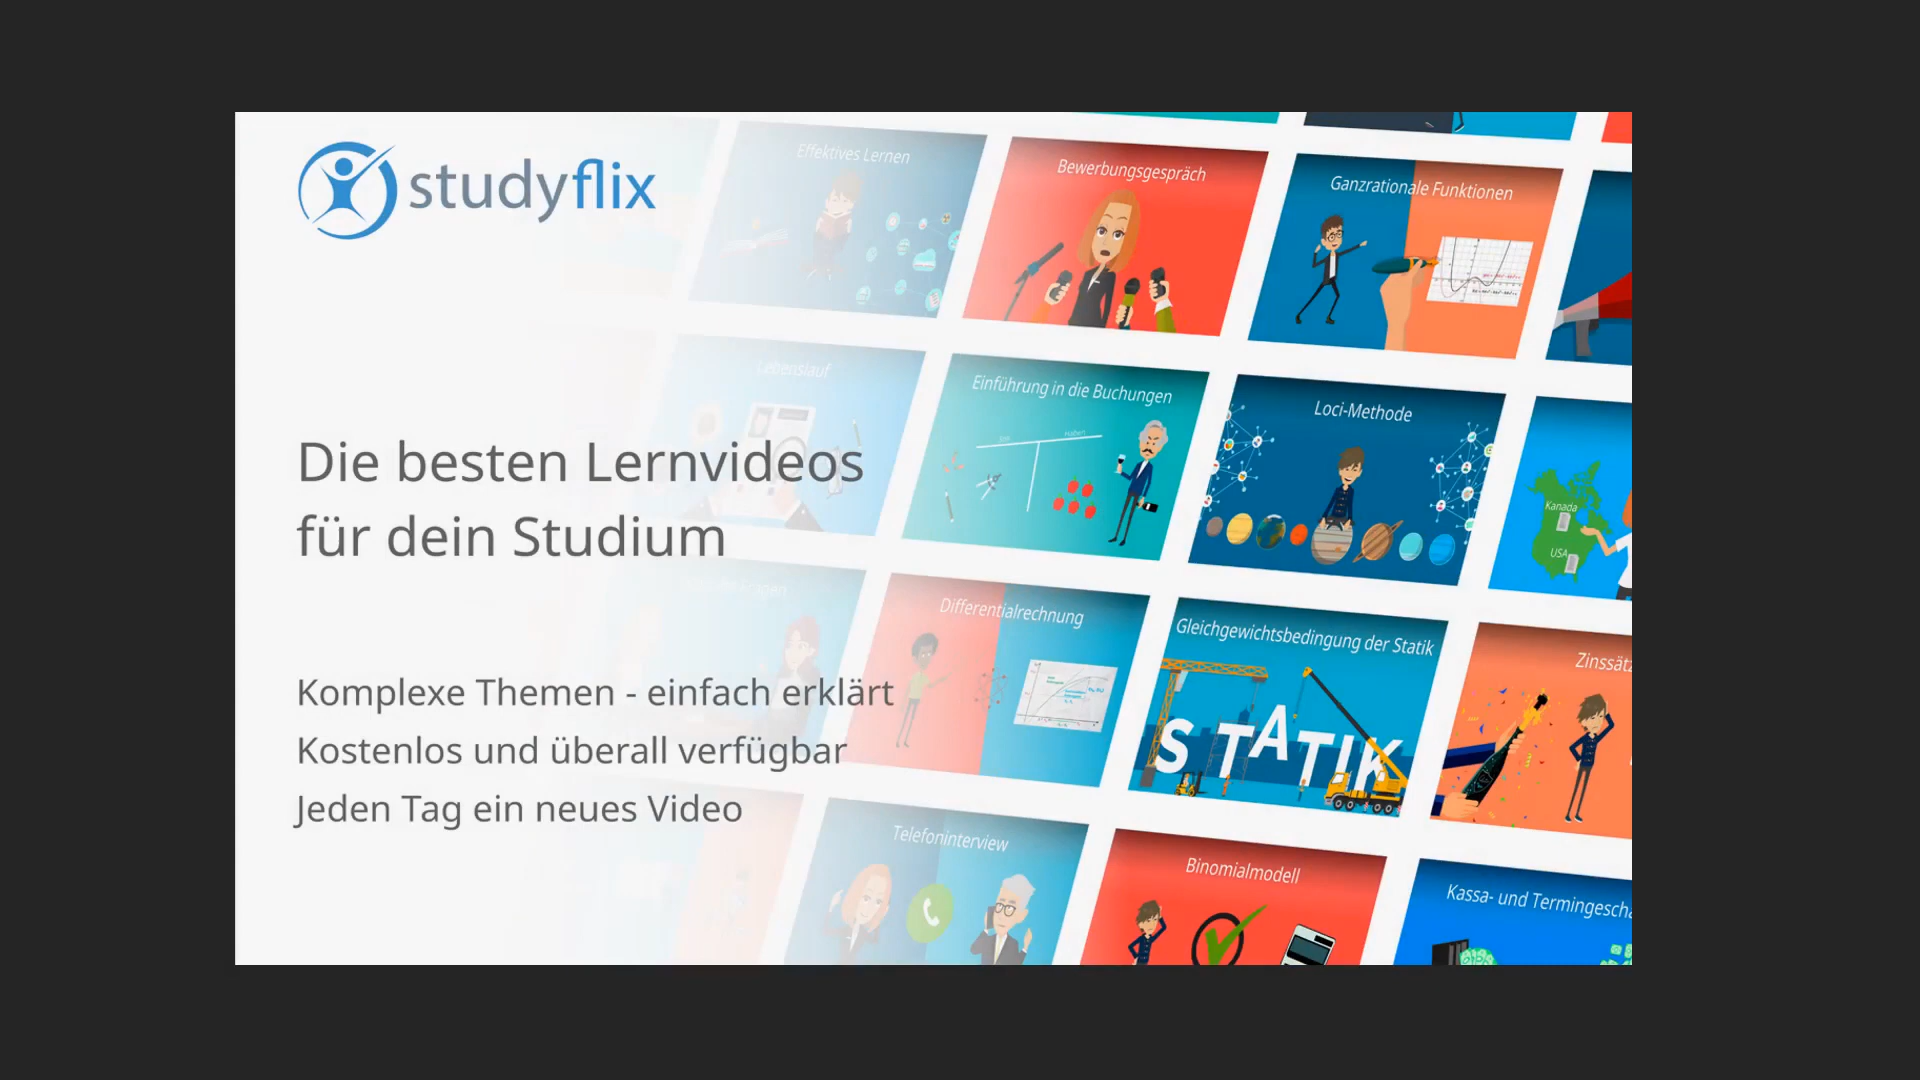 studyflix
Die besten Lernvideos
für dein Studium
Komplexe Themen - einfach erklärt
Kostenlos und überall verfügbar
Jeden Tag ein neues Video
Effektives Lernen
Bewerbungsgespräch
Ganzrationale Funktionen
Lebenslauf
Einführung in die Buchungen
Loci-Methode
Kanada
USA
Differentialrechnung
Gleichgewichtsbedingung der Statik
STATIK
Telefoninterview
Binomialmodell
Kassa- und